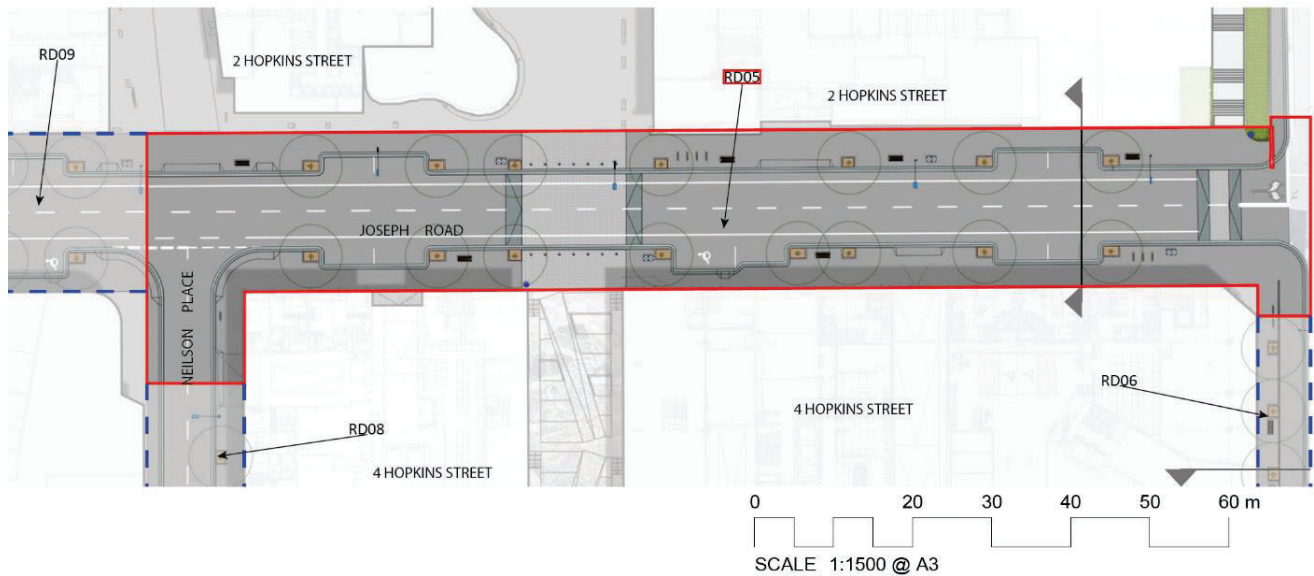 RD09
2 HOPKINS STREET
RD05
2 HOPKINS STREET
JOSEPH ROAD
NEILSON PLACE
RD06
4 HOPKINS STREET
RD08
4 HOPKINS STREET
0 20 30 40 50 60 m
SCALE 1:1500 @ A3